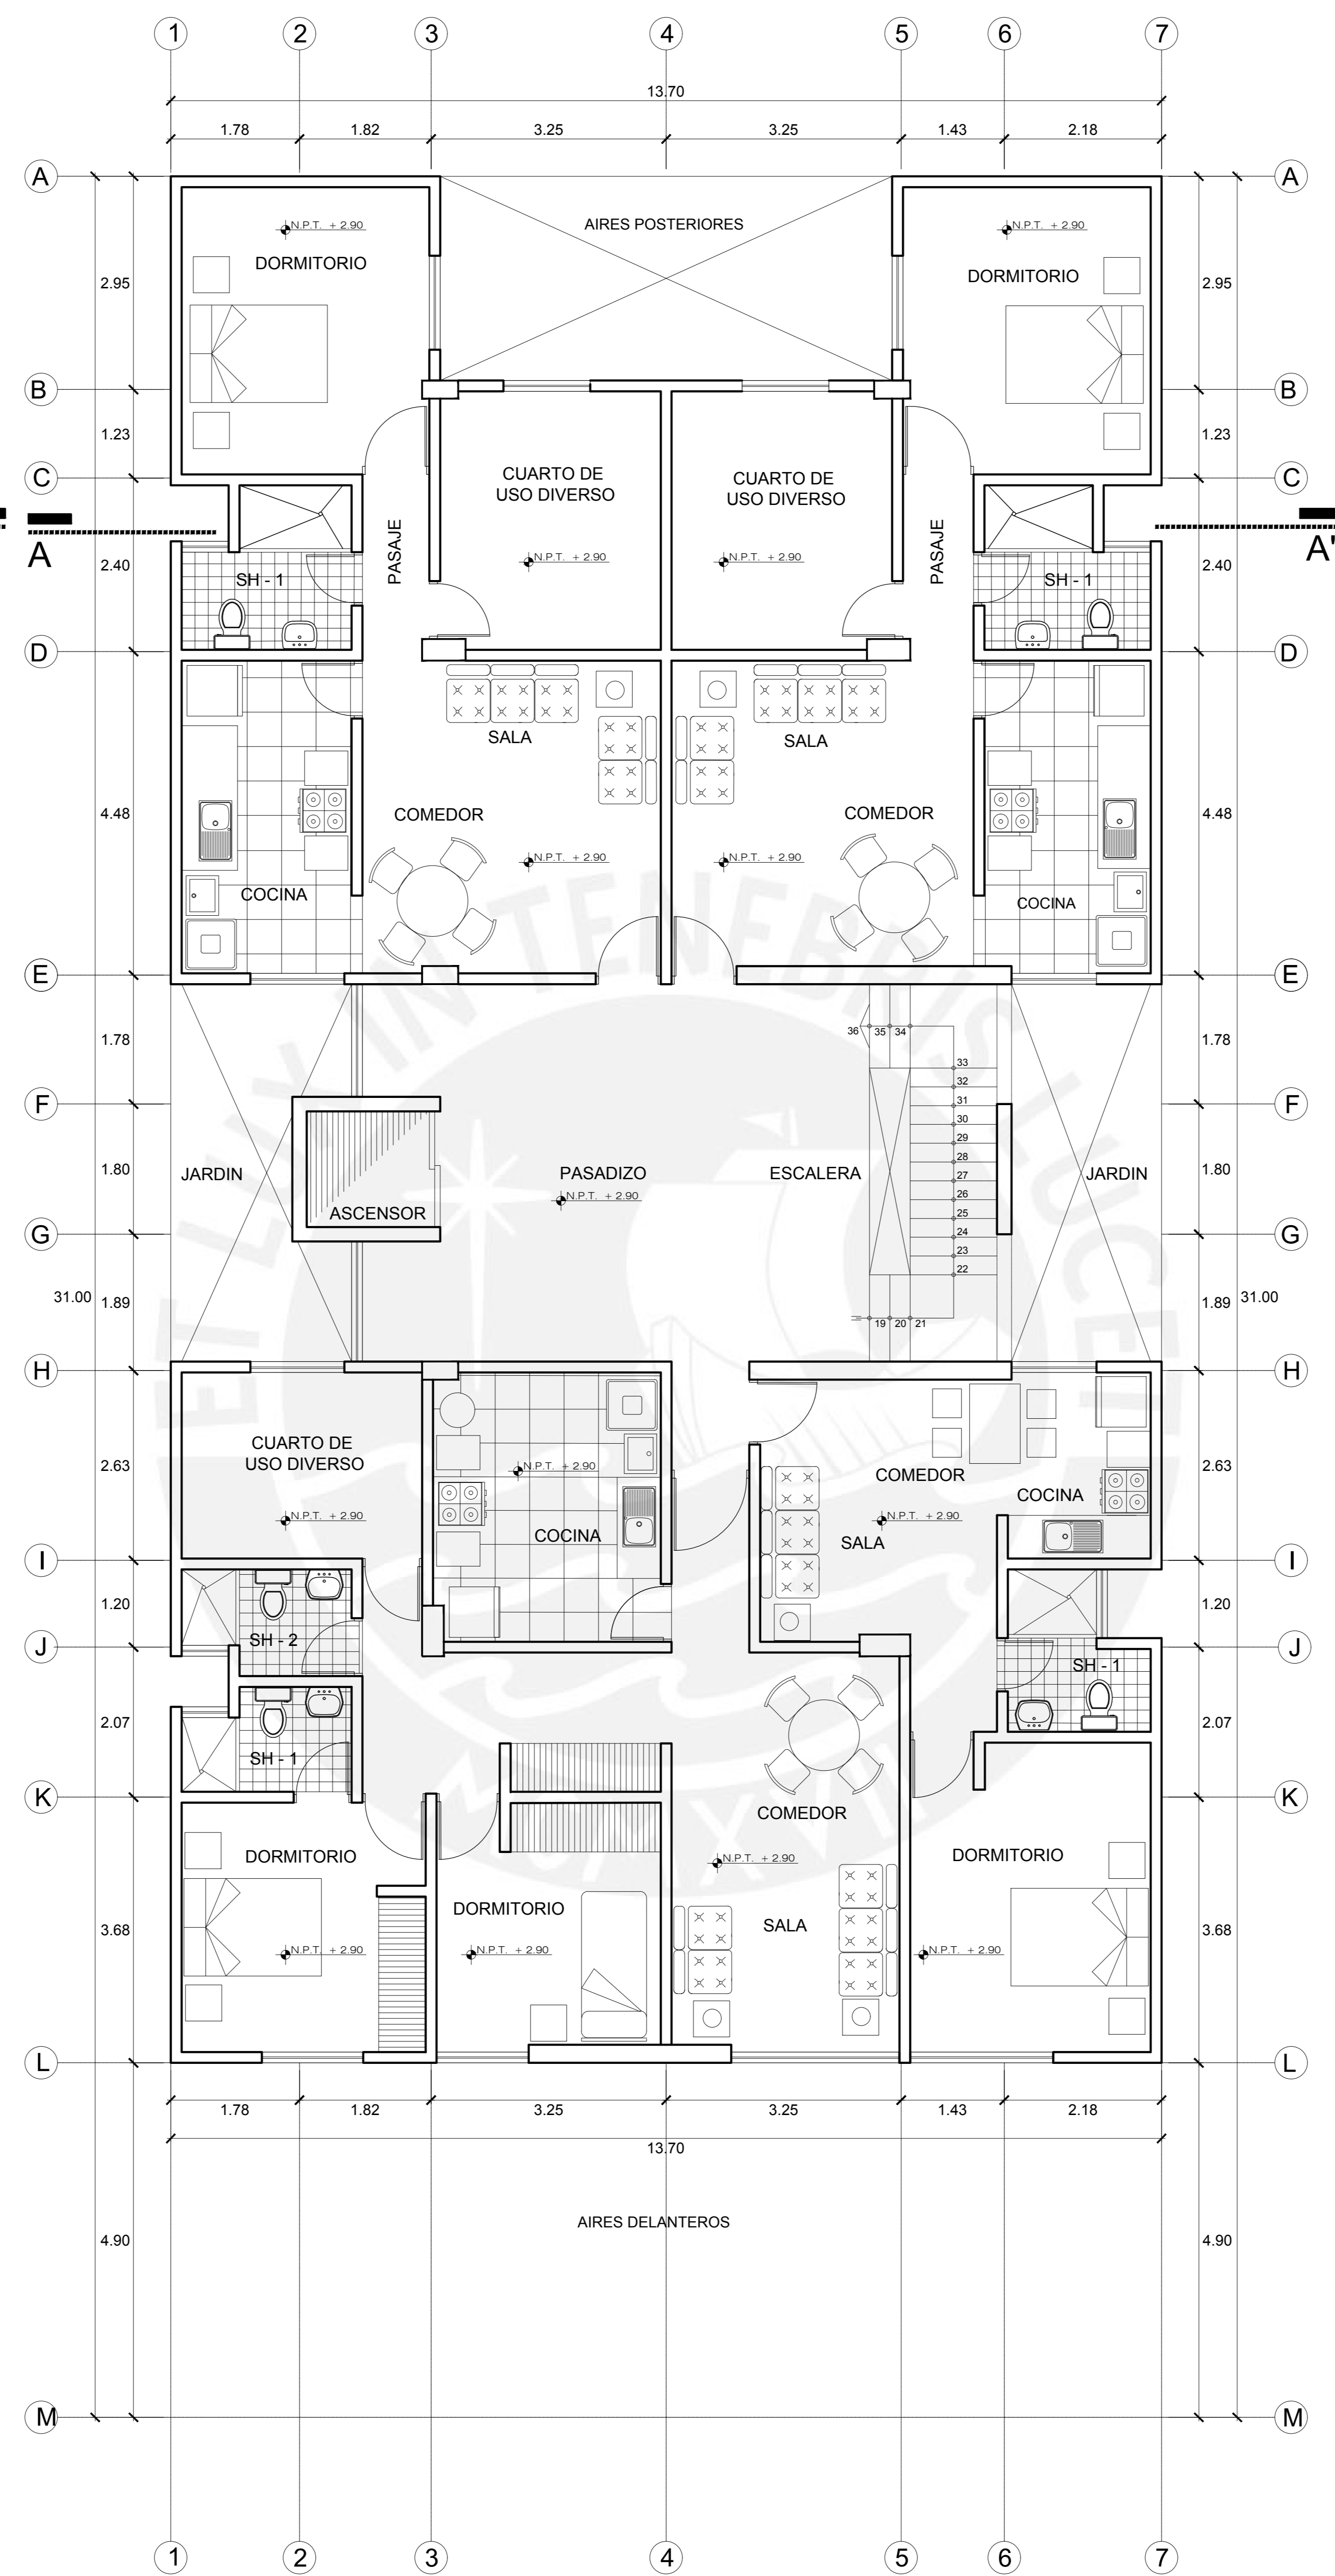 1 2 3 4 5 6 7
13.70
1.78 1.82 3.25 3.25 1.43 2.18
A A
AIRES POSTERIORES
N.P.T. + 2.90 N.P.T. + 2.90
DORMITORIO DORMITORIO
2.95 2.95
B B
1.23 1.23
CUARTO DE
USO DIVERSO
CUARTO DE
USO DIVERSO
C C
A A'
PASAJE PASAJE
N.P.T. + 2.90 N.P.T. + 2.90
2.40 2.40
SH - 1 SH - 1
D D
SALA SALA
4.48 COMEDOR COMEDOR 4.48
N.P.T. + 2.90 N.P.T. + 2.90
COCINA COCINA
E E
36 35 34
1.78 1.78
33
32
31
30
29
28
27
26
25
24
23
22
F F
1.80 1.80
JARDIN PASADIZO ESCALERA JARDIN
N.P.T. + 2.90
ASCENSOR
G G
31.00 1.89 1.89 31.00
19 20 21
H H
CUARTO DE
USO DIVERSO
2.63 2.63
N.P.T. + 2.90
COMEDOR
COCINA
N.P.T. + 2.90 N.P.T. + 2.90
COCINA SALA
I I
1.20 1.20
SH - 2
J J
SH - 1
2.07 2.07
SH - 1
K K
COMEDOR
DORMITORIO DORMITORIO
N.P.T. + 2.90
DORMITORIO
SALA
3.68 3.68
N.P.T. + 2.90 N.P.T. + 2.90 N.P.T. + 2.90
L L
1.78 1.82 3.25 3.25 1.43 2.18
13.70
AIRES DELANTEROS
4.90 4.90
M M
1 2 3 4 5 6 7
ET LUX IN TENEBRIS LUCET
MCMXVII